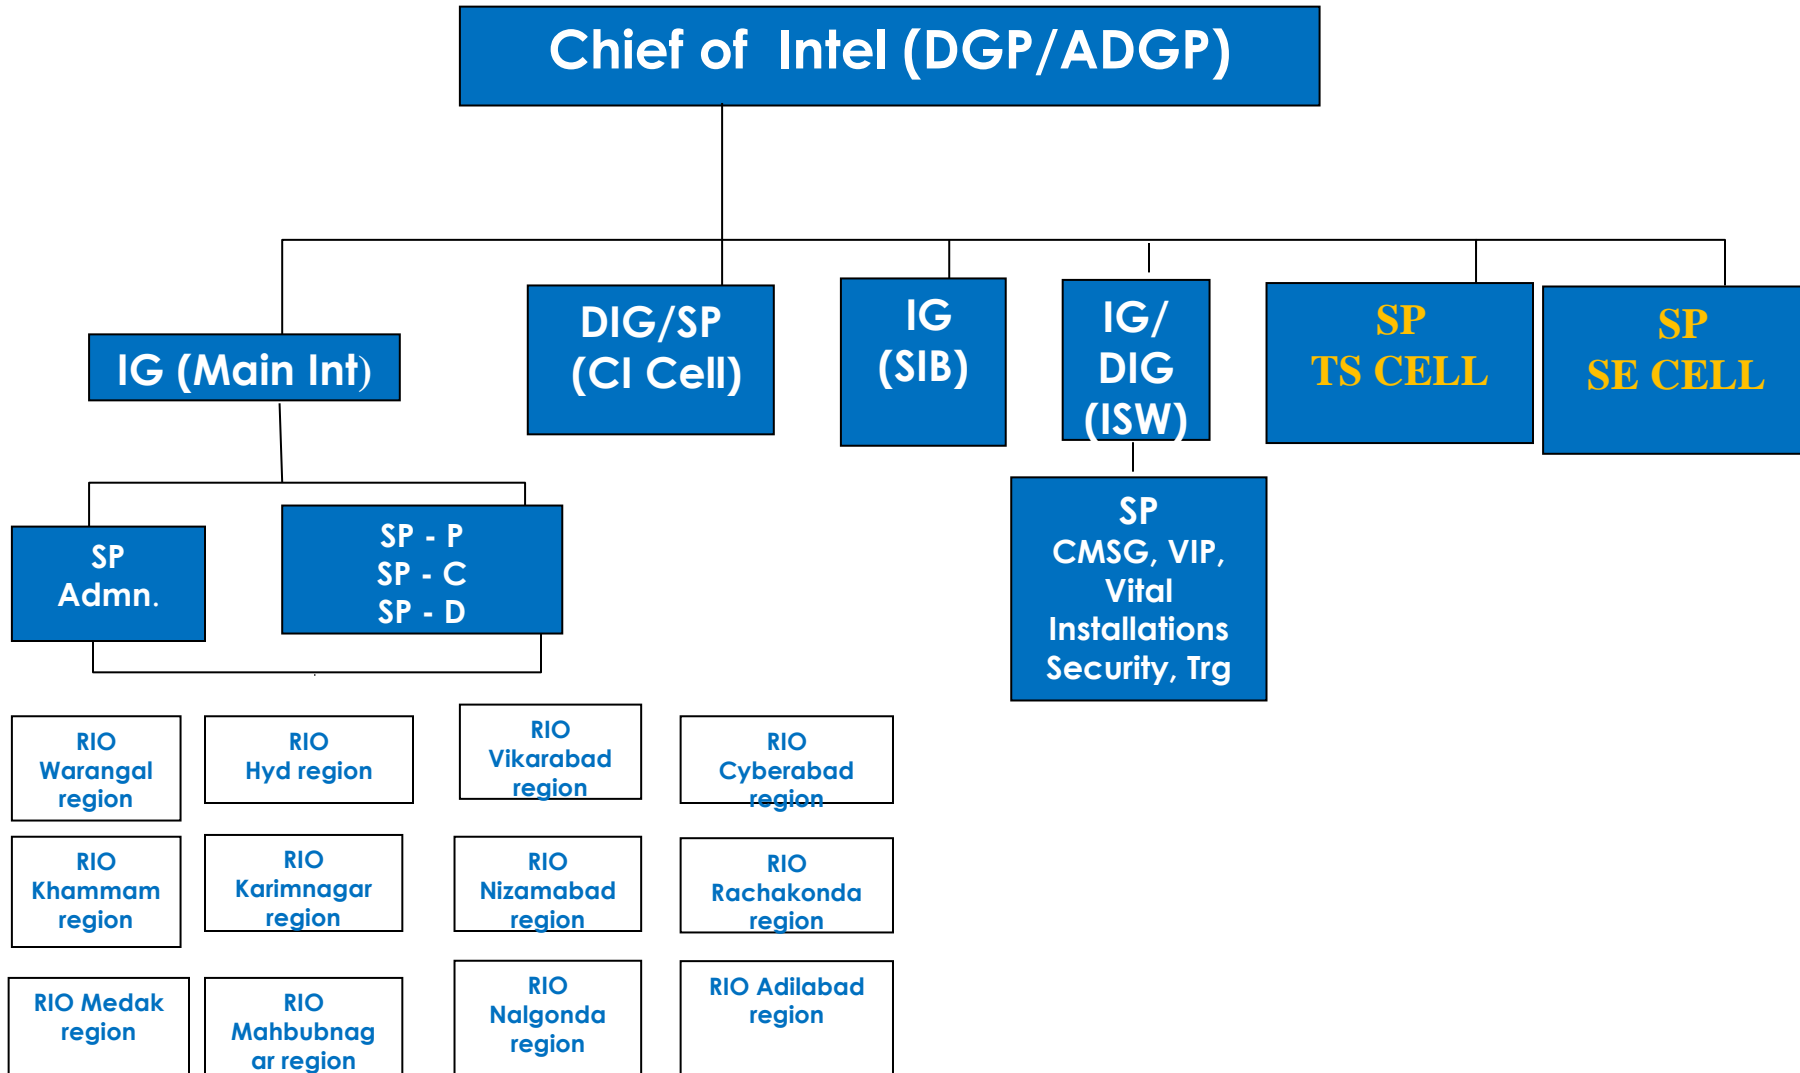 Chief of  Intel (DGP/ADGP)
IG (Main Int)
DIG/SP
(CI Cell)
IG
(SIB)
IG/
DIG
(ISW)
SP
TS CELL
SP
SE CELL
SP
Admn.
SP - P
SP - C
SP - D
SP
CMSG, VIP,
Vital
Installations
Security, Trg
RIO
Warangal
region
RIO
Hyd region
RIO
Vikarabad
region
RIO
Cyberabad
region
RIO
Khammam
region
RIO
Karimnagar
region
RIO
Nizamabad
region
RIO
Rachakonda
region
RIO Medak
region
RIO
Mahbubnag
ar region
RIO
Nalgonda
region
RIO Adilabad
region